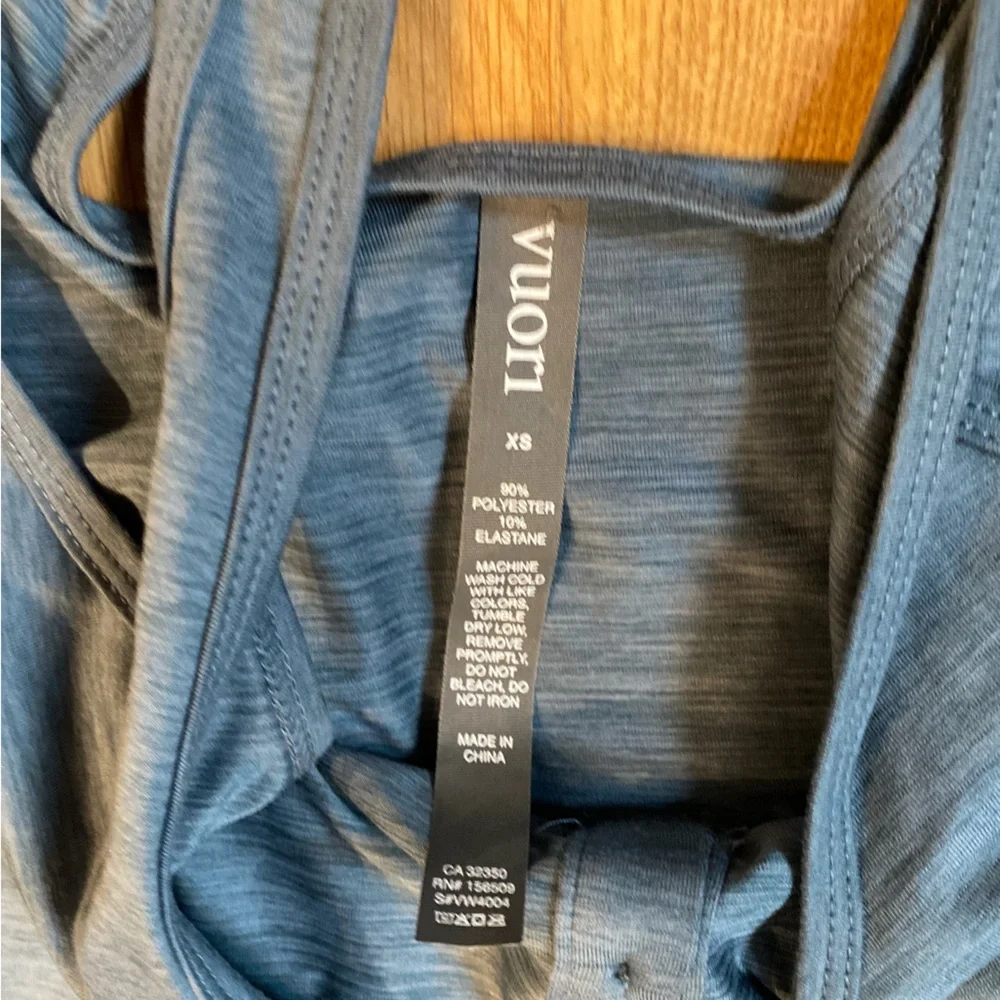 vuori
XS
90%
POLYESTER
10%
ELASTANE
MACHINE
WASH COLD
WITH LIKE
COLORS,
TUMBLE
DRY LOW,
REMOVE
PROMPTLY,
DO NOT
BLEACH, DO
NOT IRON
MADE IN
CHINA
CA 32350
RN# 156509
S#VW4004